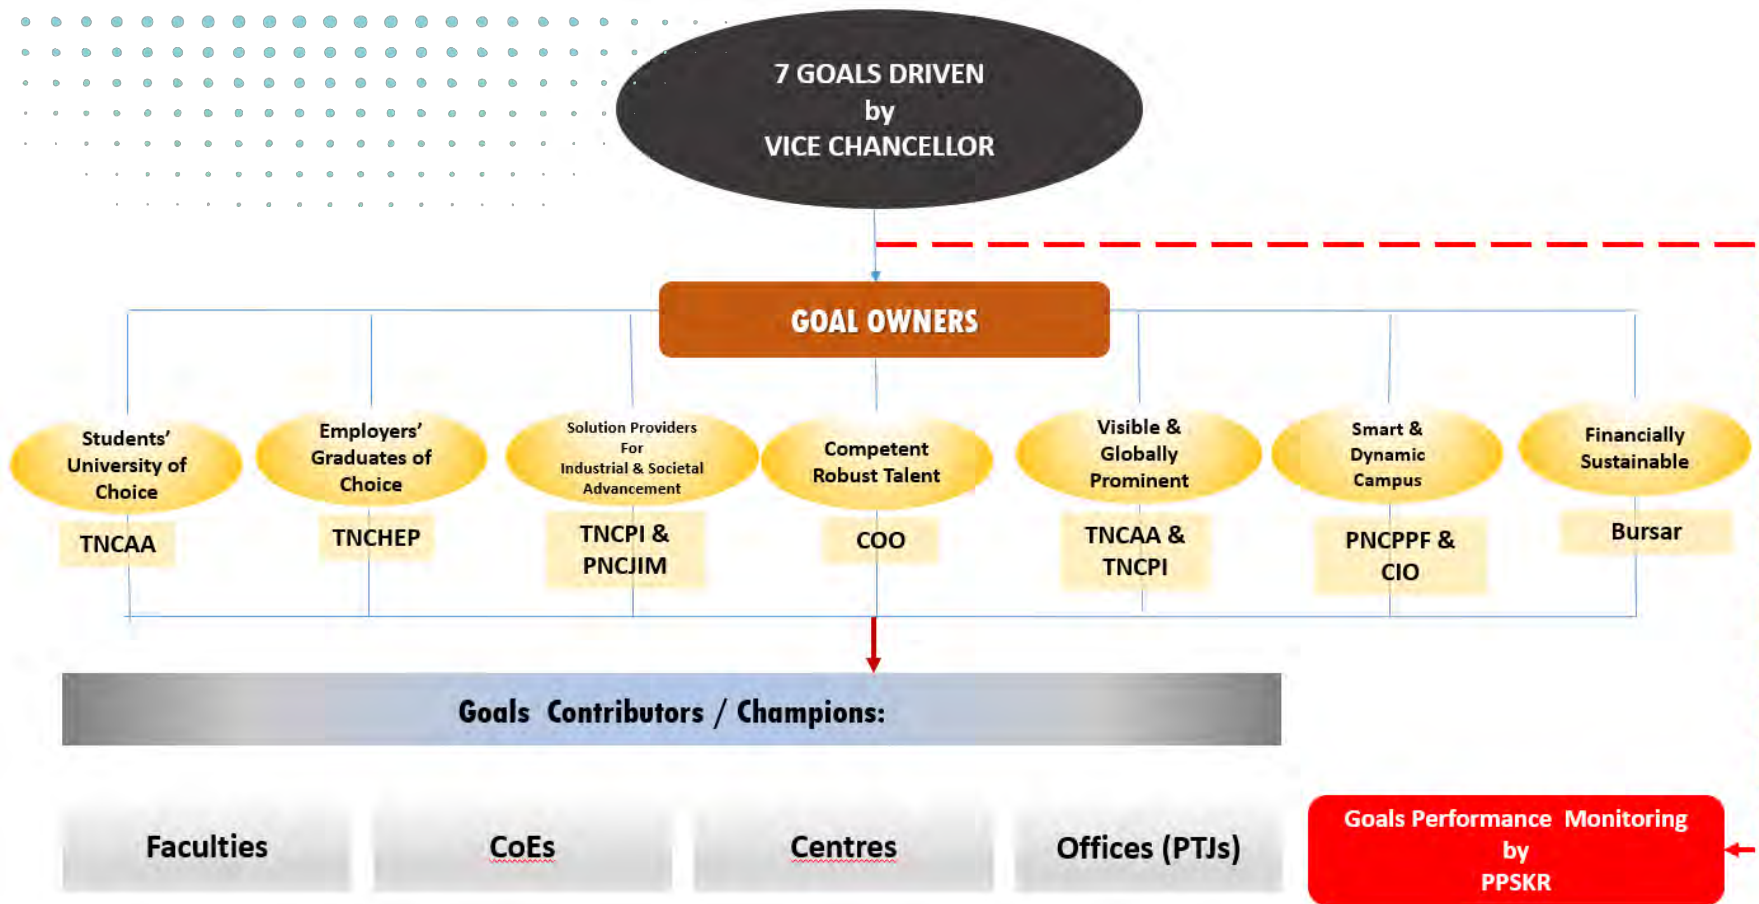 7 GOALS DRIVEN
by
VICE CHANCELLOR
GOAL OWNERS
Students'
University of
Choice
TNCAA
Employers'
Graduates of
Choice
TNCHEP
Solution Providers
For
Industrial & Societal
Advancement
TNCPI &
PNCJIM
Competent
Robust Talent
COO
Visible &
Globally
Prominent
TNCAA &
TNCPI
Smart &
Dynamic
Campus
PNCPPF &
CIO
Financially
Sustainable
Bursar
Goals Contributors / Champions:
Faculties
CoEs
Centres
Offices (PTJs)
Goals Performance Monitoring
by
PPSKR